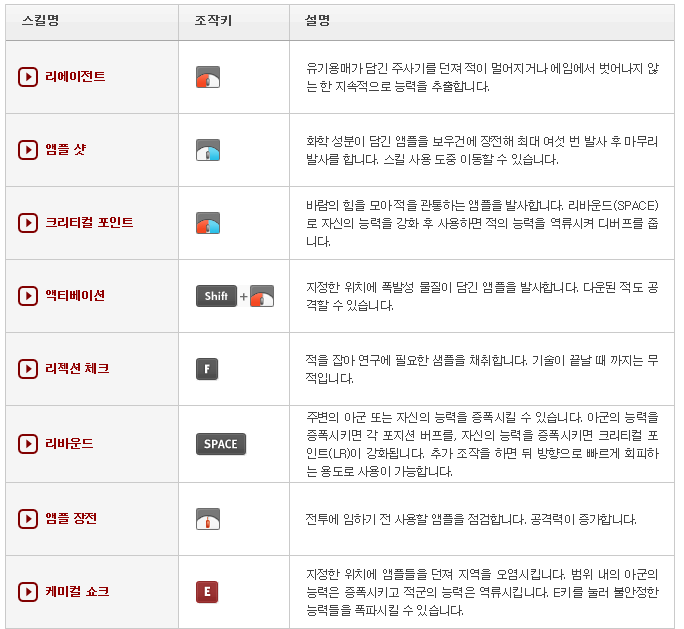 스킬명 조작키 설명
리에이전트
유기용매가 담긴 주사기를 던져 적이 멀어지거나 에임에서 벗어나지 않
는 한 지속적으로 능력을 추출합니다.
앰플 샷
화학 성분이 담긴 앰플을 보우건에 장전해 최대 여섯 번 발사 후 마무리
발사를 합니다. 스킬 사용 도중 이동할 수 있습니다.
크리티컬 포인트
바람의 힘을 모아 적을 관통하는 앰플을 발사합니다. 리바운드(SPACE)
로 자신의 능력을 강화 후 사용하면 적의 능력을 역류시켜 디버프를 줍
니다.
액티베이션 Shift +
지정한 위치에 폭발성 물질이 담긴 앰플을 발사합니다. 다운된 적도 공
격할 수 있습니다.
리젝션 체크 F
적을 잡아 연구에 필요한 샘플을 채취합니다. 기술이 끝날 때 까지는 무
적입니다.
리바운드 SPACE
주변의 아군 또는 자신의 능력을 증폭시킬 수 있습니다. 아군의 능력을
증폭시키면 각 포지션 버프를, 자신의 능력을 증폭시키면 크리티컬 포
인트(LR)이 강화됩니다. 추가 조작을 하면 뒤 방향으로 빠르게 회피하
는 용도로 사용이 가능합니다.
앰플 장전
전투에 임하기 전 사용할 앰플을 점검합니다. 공격력이 증가합니다.
케미컬 쇼크 E
지정한 위치에 앰플들을 던져 지역을 오염시킵니다. 범위 내의 아군의
능력은 증폭시키고 적군의 능력은 역류시킵니다. E키를 눌러 불안정한
능력들을 폭파시킬 수 있습니다.